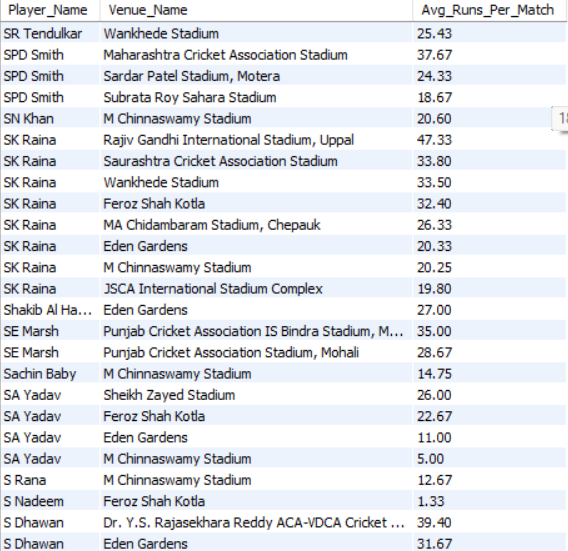 Player_Name Venue_Name Avg_Runs_Per_Match
SR Tendulkar Wankhede Stadium 25.43
SPD Smith Maharashtra Cricket Association Stadium 37.67
SPD Smith Sardar Patel Stadium, Motera 24.33
SPD Smith Subrata Roy Sahara Stadium 18.67
SN Khan M Chinnaswamy Stadium 20.60
SK Raina Rajiv Gandhi International Stadium, Uppal 47.33
SK Raina Saurashtra Cricket Association Stadium 33.80
SK Raina Wankhede Stadium 33.50
SK Raina Feroz Shah Kotla 32.40
SK Raina MA Chidambaram Stadium, Chepauk 26.33
SK Raina Eden Gardens 20.33
SK Raina M Chinnaswamy Stadium 20.25
SK Raina JSCA International Stadium Complex 19.80
Shakib Al Ha... Eden Gardens 27.00
SE Marsh Punjab Cricket Association IS Bindra Stadium, M... 35.00
SE Marsh Punjab Cricket Association Stadium, Mohali 28.67
Sachin Baby M Chinnaswamy Stadium 14.75
SA Yadav Sheikh Zayed Stadium 26.00
SA Yadav Feroz Shah Kotla 22.67
SA Yadav Eden Gardens 11.00
SA Yadav M Chinnaswamy Stadium 5.00
S Rana M Chinnaswamy Stadium 12.67
S Nadeem Feroz Shah Kotla 1.33
S Dhawan Dr. Y.S. Rajasekhara Reddy ACA-VDCA Cricket ... 39.40
S Dhawan Eden Gardens 31.67